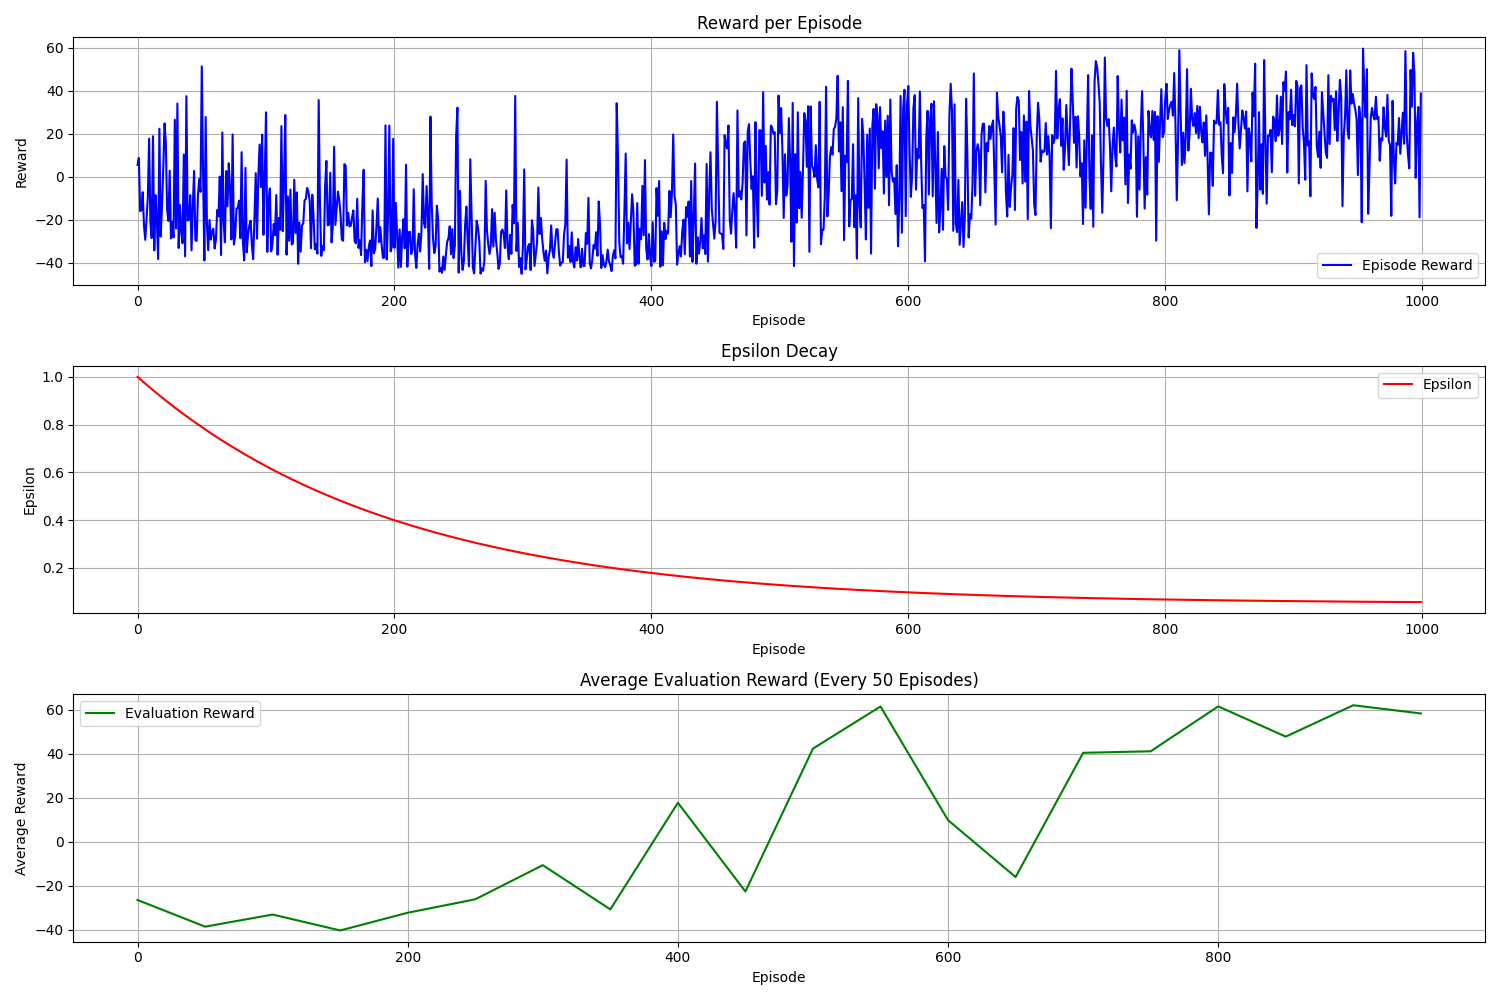 Reward per Episode
60
40
20
0
−20
−40
Reward
Episode Reward
0 200 400 600 800 1000
Episode
Epsilon Decay
1.0
0.8
0.6
0.4
0.2
Epsilon
Epsilon
0 200 400 600 800 1000
Episode
Average Evaluation Reward (Every 50 Episodes)
60
40
20
0
−20
−40
Average Reward
Evaluation Reward
0 200 400 600 800
Episode